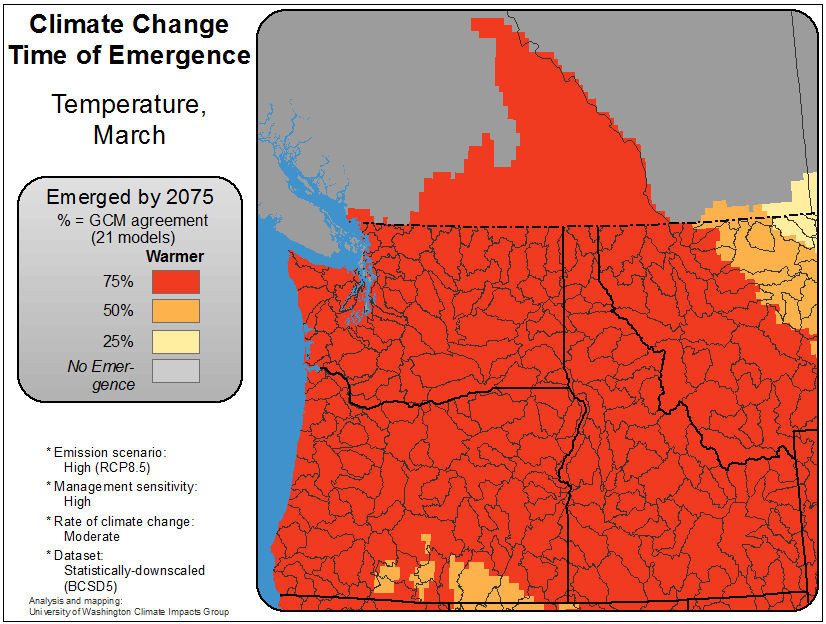 Climate Change
Time of Emergence
Temperature,
March
Emerged by 2075
% = GCM agreement
(21 models)
Warmer
75%
50%
25%
No Emer-
gence
* Emission scenario:
High (RCP8.5)
* Management sensitivity:
High
* Rate of climate change:
Moderate
* Dataset:
Statistically-downscaled
(BCSD5)
Analysis and mapping:
University of Washington Climate Impacts Group